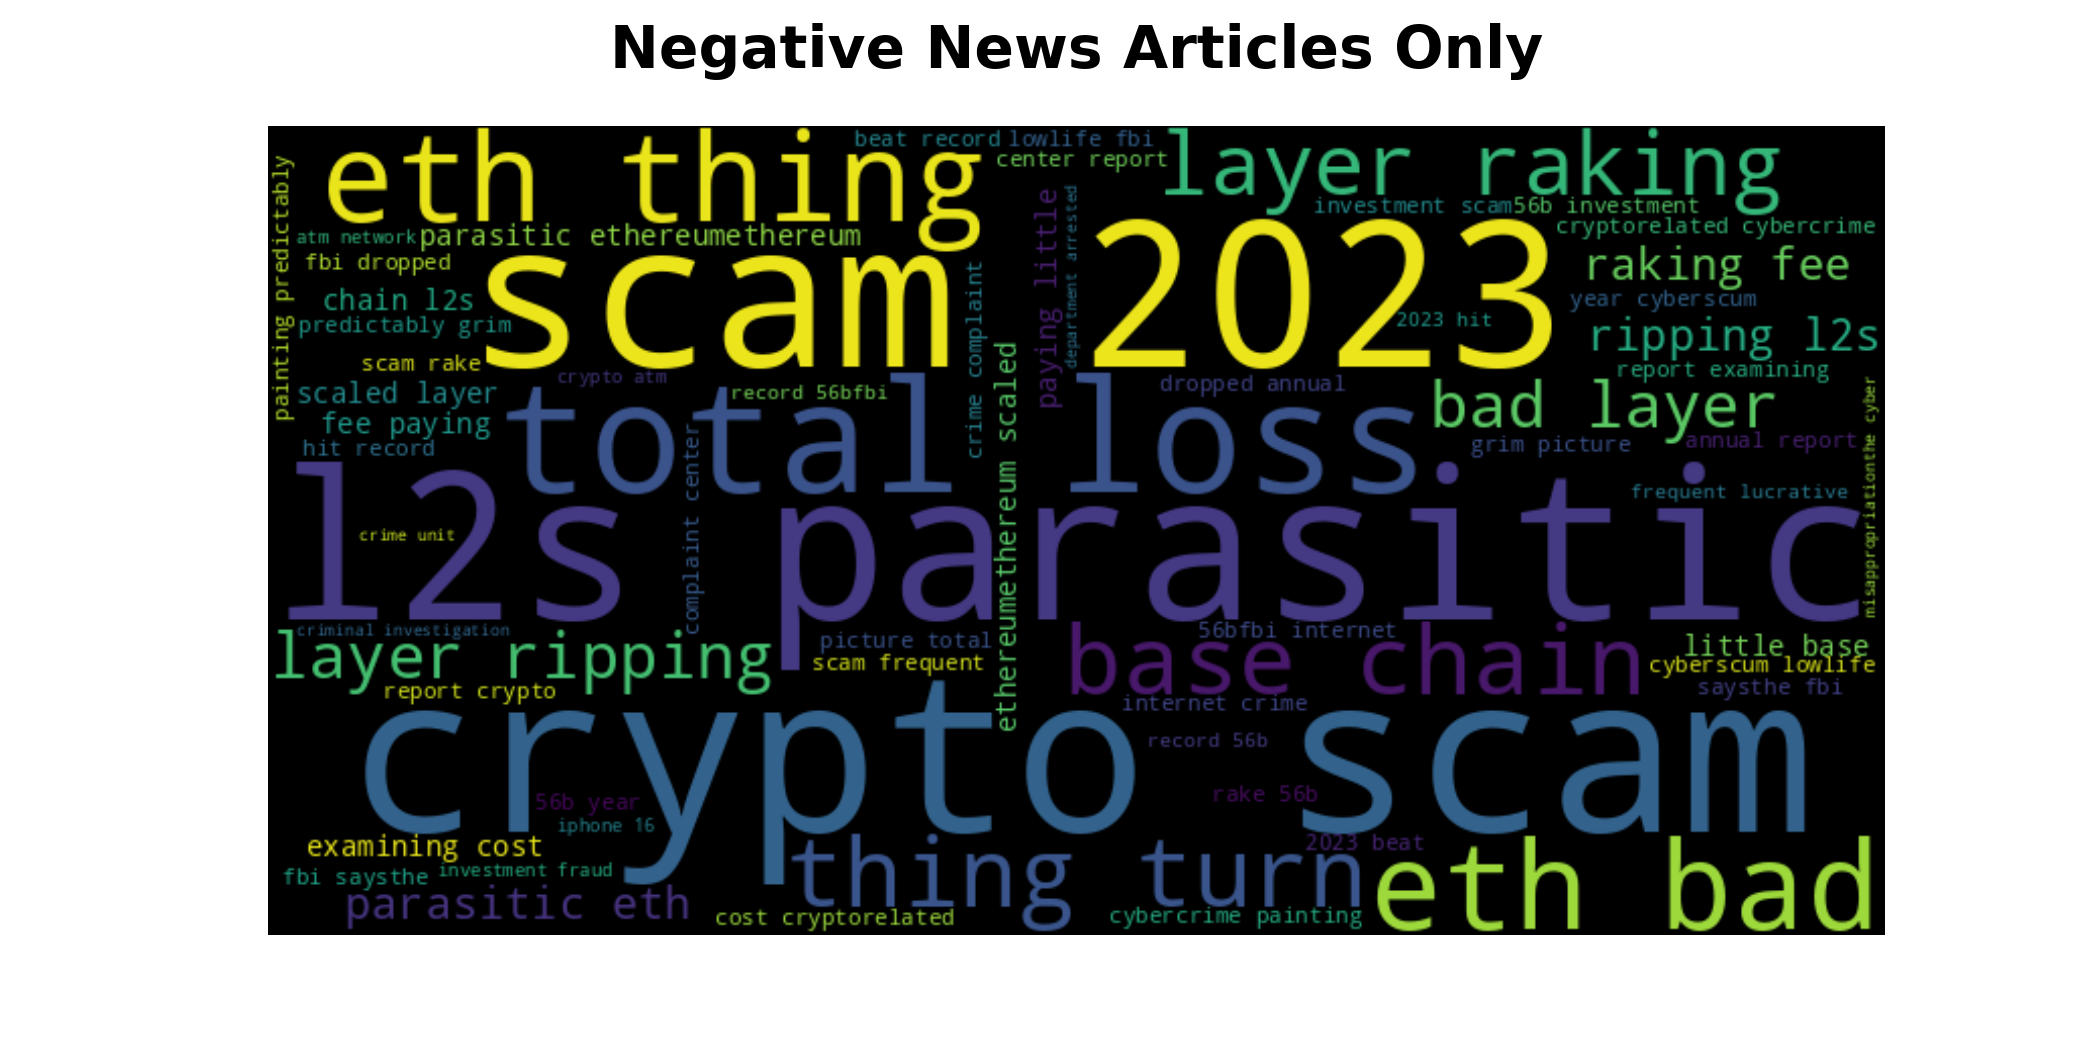 Negative News Articles Only
beat record
lowlife fbi
eth thing
center report
layer raking
painting predictably
paying little
department arrested
investment scam
56b investment
atm network
parasitic ethereumethereum
cryptorelated cybercrime
fbi dropped
scam
2023
raking fee
crime complaint
chain l2s
year cyberscum
predictably grim
2023 hit
ripping l2s
scam rake
crypto atm
report examining
scaled layer
record 56bfbi
dropped annual
bad layer
misappropriationthe cyber
fee paying
total loss
hit record
grim picture
annual report
complaint center
ethereumethereum scaled
frequent lucrative
l2s parasitic
crime unit
criminal investigation
56bfbi internet
layer ripping
picture total
base chain
little base
scam frequent
cyberscum lowlife
report crypto
saysthe fbi
internet crime
record 56b
crypto scam
56b year
rake 56b
iphone 16
examining cost
2023 beat
thing turn
eth bad
fbi saysthe
investment fraud
parasitic eth
cost cryptorelated
cybercrime painting